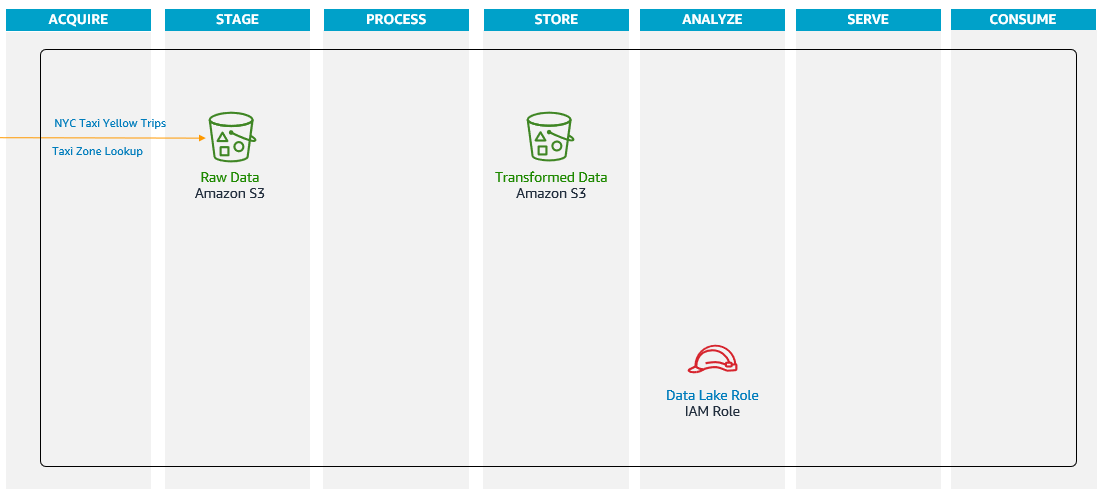 ACQUIRE
STAGE
PROCESS
STORE
ANALYZE
SERVE
CONSUME
NYC Taxi Yellow Trips
Taxi Zone Lookup
Raw Data
Amazon S3
Transformed Data
Amazon S3
Data Lake Role
IAM Role